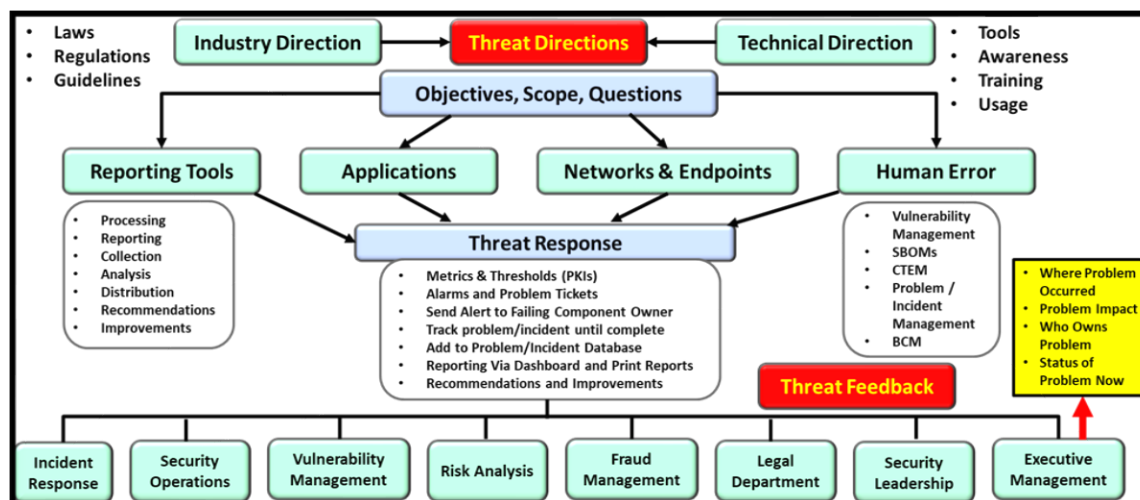 • Laws
• Regulations
• Guidelines
Industry Direction
Threat Directions
Technical Direction
• Tools
• Awareness
• Training
• Usage
Objectives, Scope, Questions
Reporting Tools
Applications
Networks & Endpoints
Human Error
• Processing
• Reporting
• Collection
• Analysis
• Distribution
• Recommendations
• Improvements
Threat Response
• Metrics & Thresholds (PKIs)
• Alarms and Problem Tickets
• Send Alert to Failing Component Owner
• Track problem/incident until complete
• Add to Problem/Incident Database
• Reporting Via Dashboard and Print Reports
• Recommendations and Improvements
• Vulnerability
Management
• SBOMs
• CTEM
• Problem /
Incident
Management
• BCM
• Where Problem
Occurred
• Problem Impact
• Who Owns
Problem
• Status of
Problem Now
Threat Feedback
Incident
Response
Security
Operations
Vulnerability
Management
Risk Analysis
Fraud
Management
Legal
Department
Security
Leadership
Executive
Management